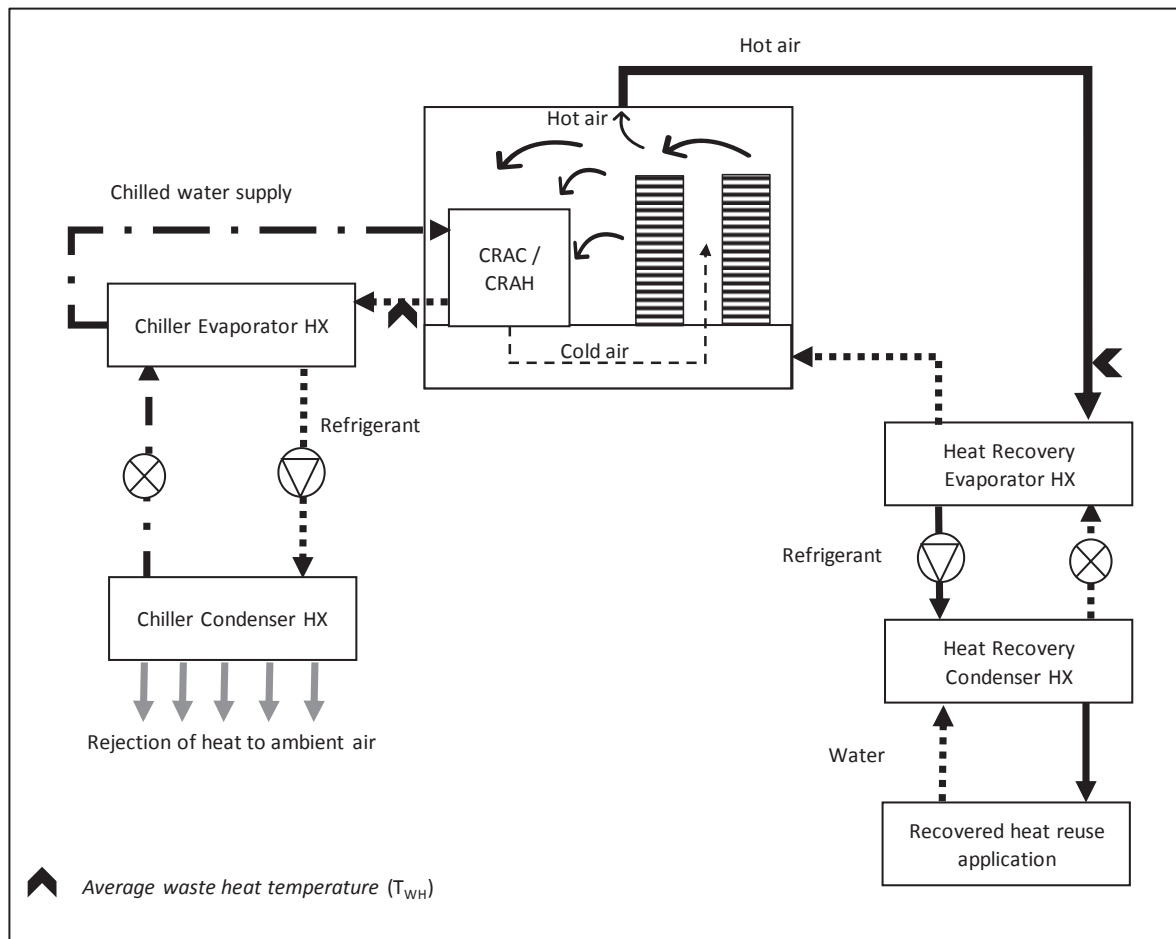 Hot air
Hot air
Chilled water supply
CRAC /
CRAH
Chiller Evaporator HX
Cold air
Refrigerant
Heat Recovery
Evaporator HX
Refrigerant
Chiller Condenser HX
Heat Recovery
Condenser HX
Rejection of heat to ambient air
Water
Recovered heat reuse
application
Average waste heat temperature (TWH)